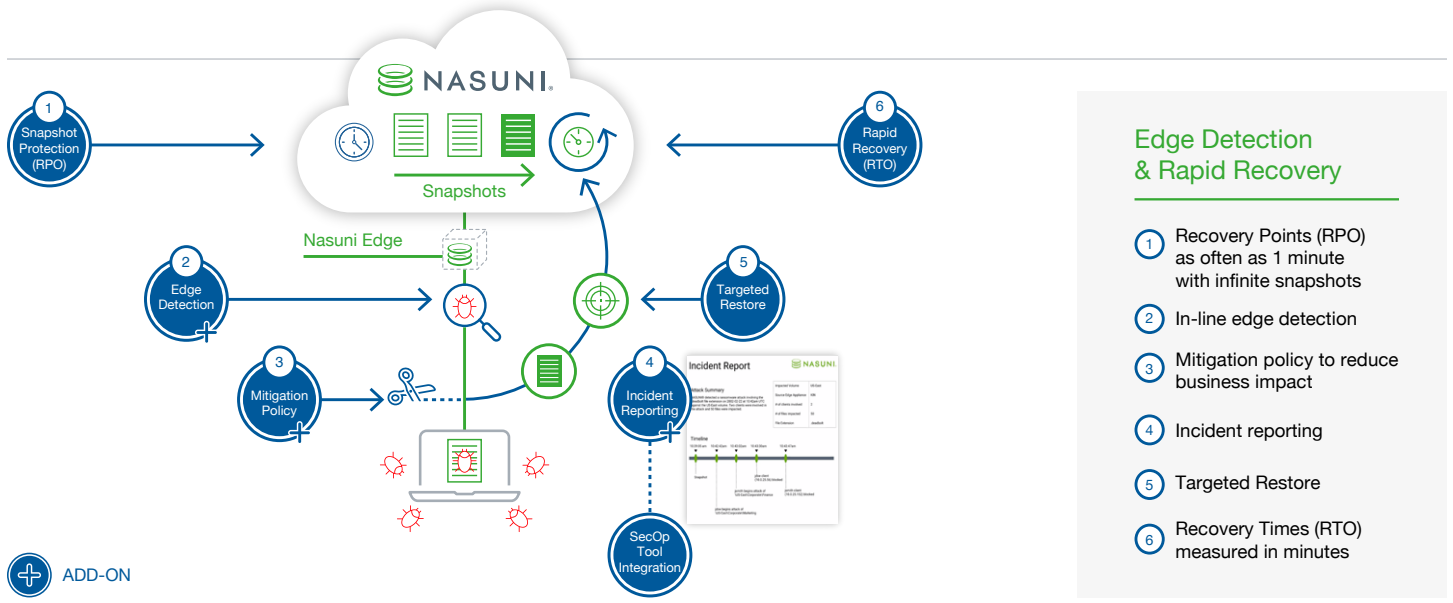 NASUNI®
1
Snapshot
Protection
(RPO)
6
Rapid
Recovery
(RTO)
Snapshots
Nasuni Edge
2
Edge
Detection
5
Targeted
Restore
3
Mitigation
Policy
4
Incident
Reporting
Incident Report
NASUNI
Attack Summary
Timeline
Snapshot
SecOp
Tool
Integration
ADD-ON
Edge Detection
& Rapid Recovery
1 Recovery Points (RPO)
as often as 1 minute
with infinite snapshots
2 In-line edge detection
3 Mitigation policy to reduce
business impact
4 Incident reporting
5 Targeted Restore
6 Recovery Times (RTO)
measured in minutes